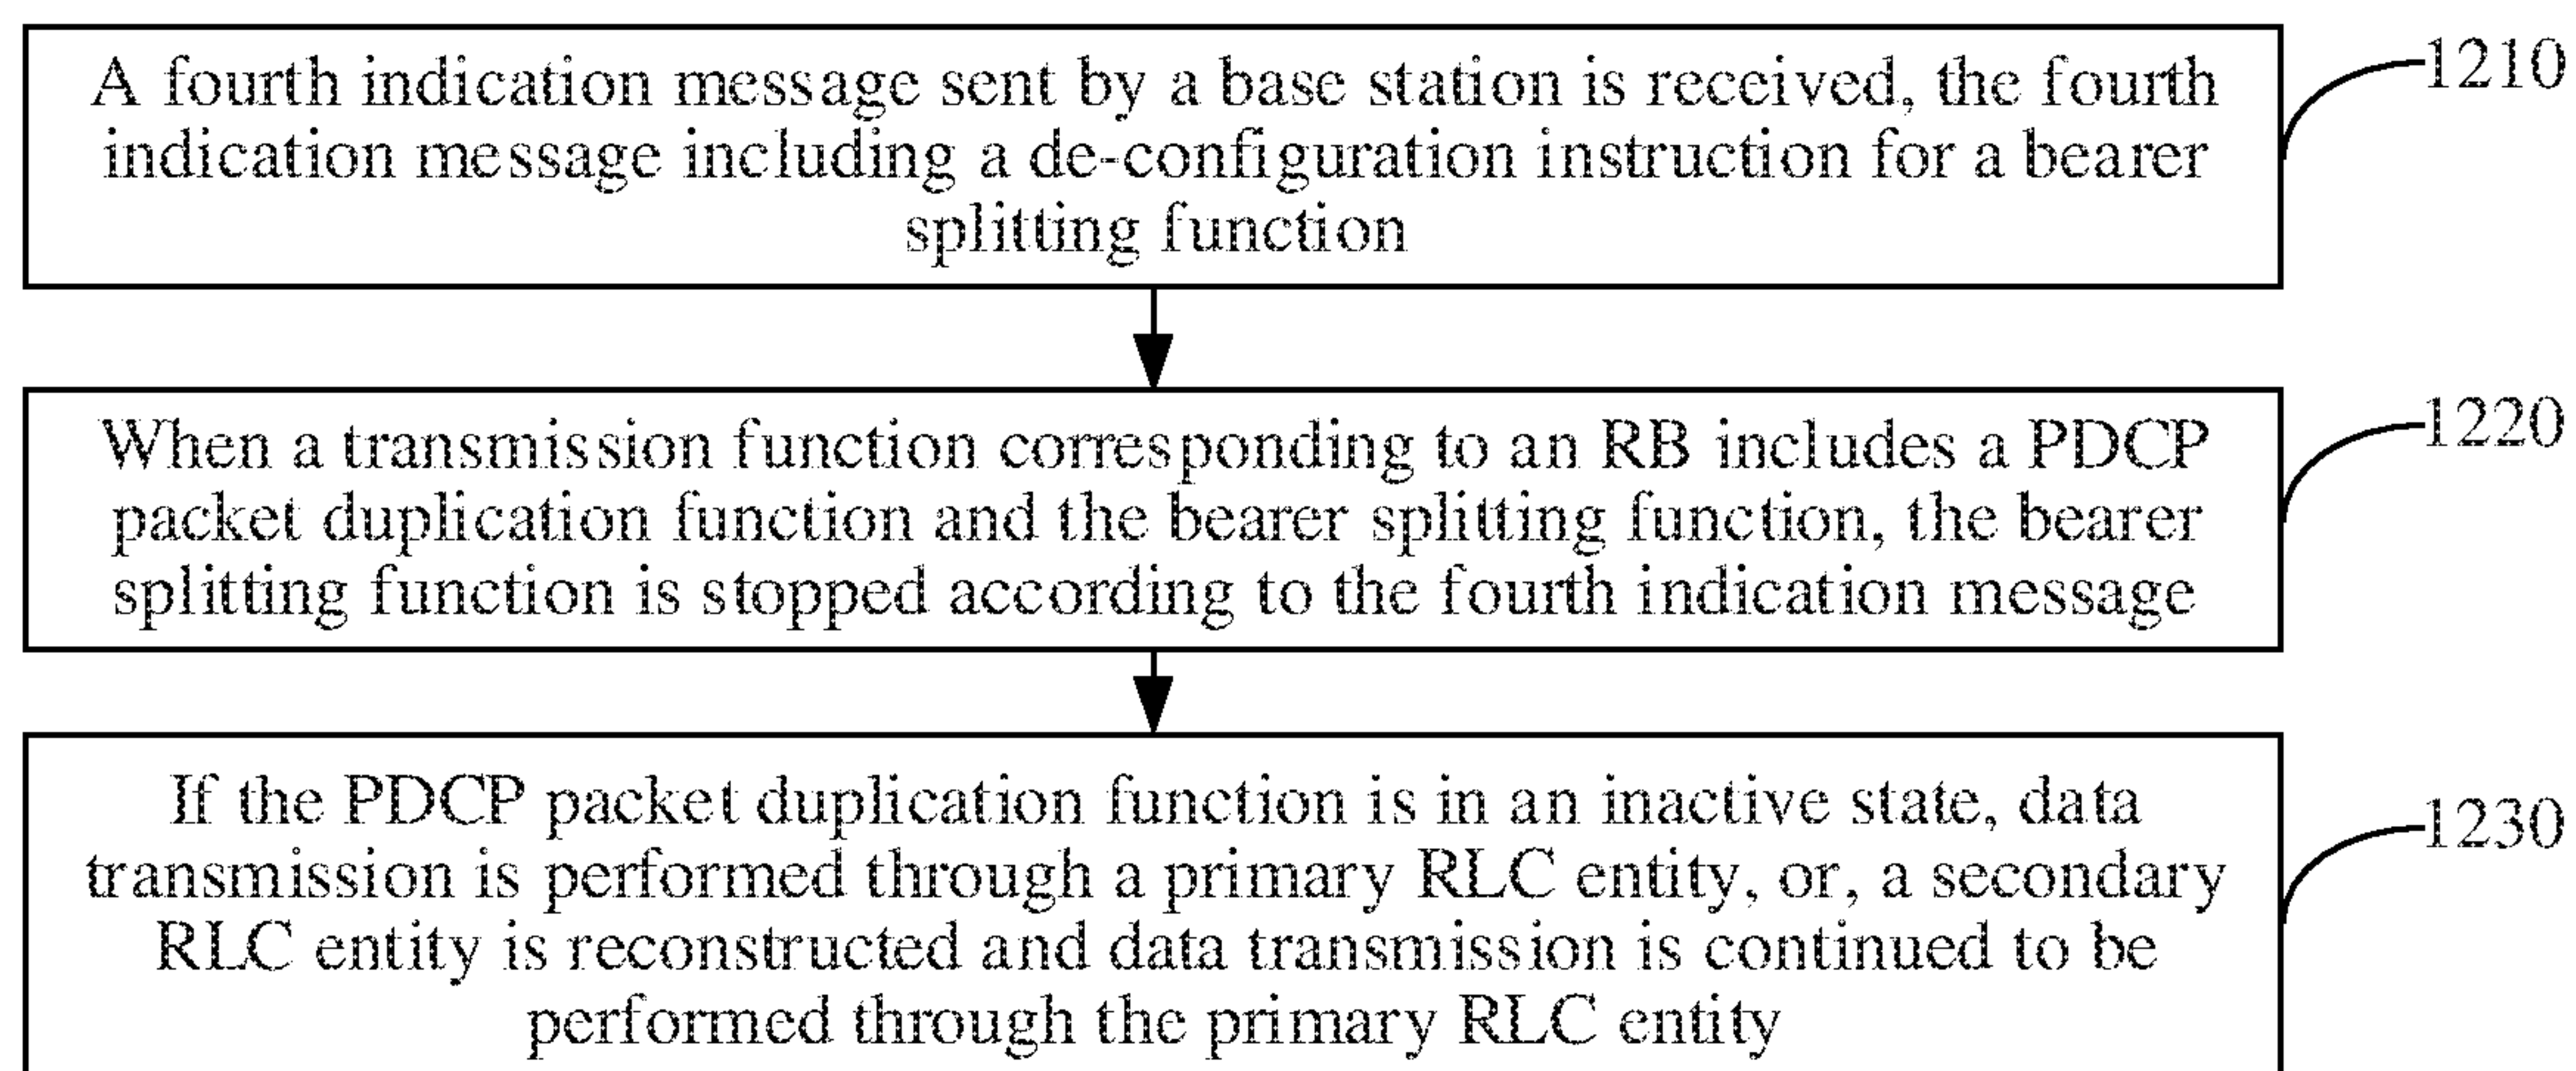 A fourth indication message sent by a base station is received, the fourth
indication message including a de-configuration instruction for a bearer
splitting function
1210
When a transmission function corresponding to an RB includes a PDCP
packet duplication function and the bearer splitting function, the bearer
splitting function is stopped according to the fourth indication message
1220
If the PDCP packet duplication function is in an inactive state, data
transmission is performed through a primary RLC entity, or, a secondary
RLC entity is reconstructed and data transmission is continued to be
performed through the primary RLC entity
1230